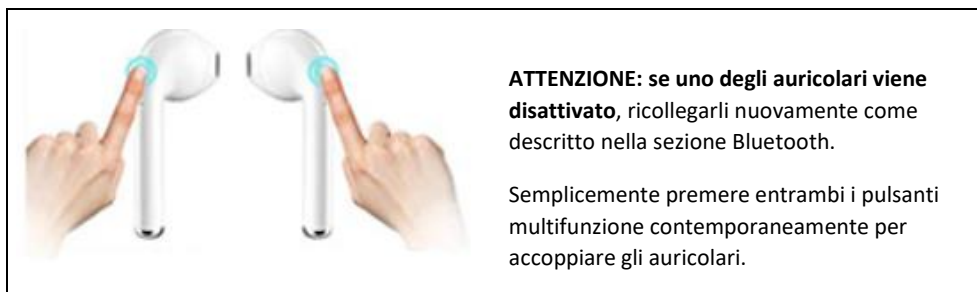 ATTENZIONE: se uno degli auricolari viene
disattivato, ricollegarli nuovamente come
descritto nella sezione Bluetooth.
Semplicemente premere entrambi i pulsanti
multifunzione contemporaneamente per
accoppiare gli auricolari.